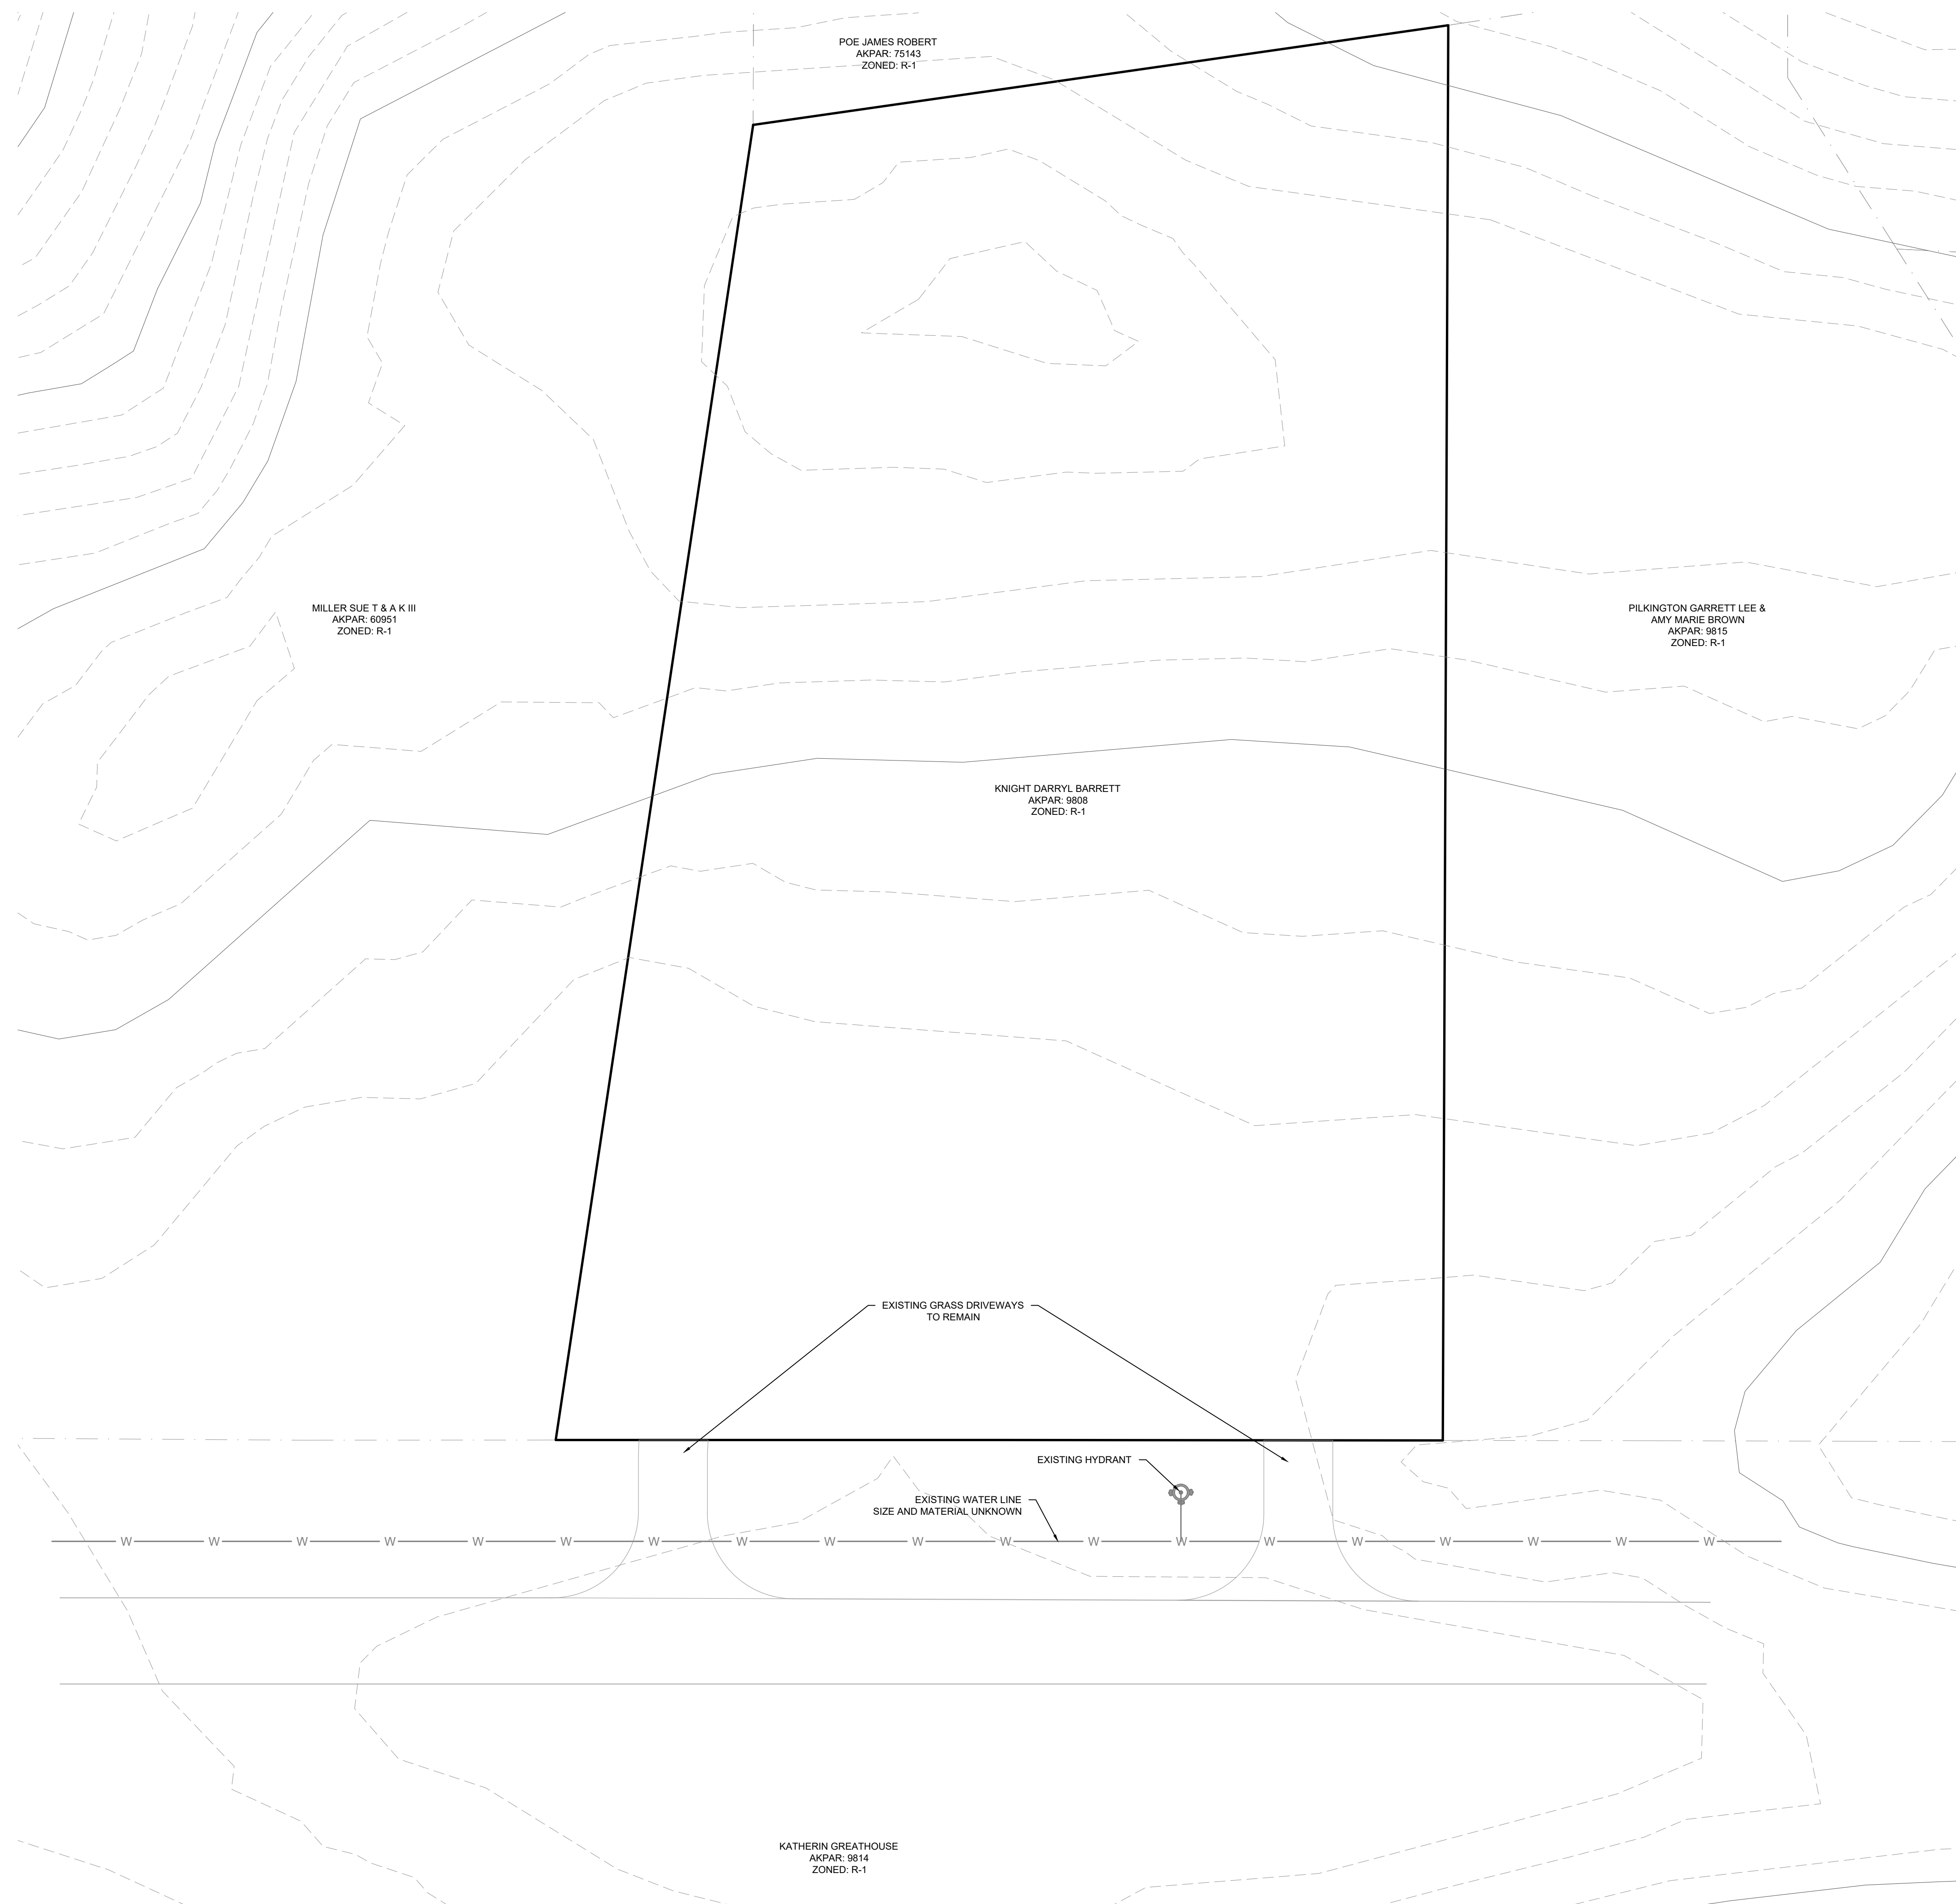 POE JAMES ROBERT
AKPAR: 75143
ZONED: R-1
MILLER SUE T & A K III
AKPAR: 60951
ZONED: R-1
PILKINGTON GARRETT LEE &
AMY MARIE BROWN
AKPAR: 9815
ZONED: R-1
KNIGHT DARRYL BARRETT
AKPAR: 9808
ZONED: R-1
EXISTING GRASS DRIVEWAYS
TO REMAIN
EXISTING HYDRANT
EXISTING WATER LINE
SIZE AND MATERIAL UNKNOWN
W W W W W W W W W W W W W W W W W W W
KATHERIN GREATHOUSE
AKPAR: 9814
ZONED: R-1